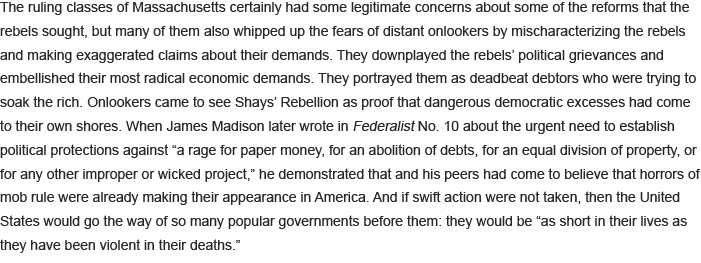 The ruling classes of Massachusetts certainly had some legitimate concerns about some of the reforms that the
rebels sought, but many of them also whipped up the fears of distant onlookers by mischaracterizing the rebels
and making exaggerated claims about their demands. They downplayed the rebels’ political grievances and
embellished their most radical economic demands. They portrayed them as deadbeat debtors who were trying to
soak the rich. Onlookers came to see Shays’ Rebellion as proof that dangerous democratic excesses had come
to their own shores. When James Madison later wrote in Federalist No. 10 about the urgent need to establish
political protections against “a rage for paper money, for an abolition of debts, for an equal division of property, or
for any other improper or wicked project,” he demonstrated that and his peers had come to believe that horrors of
mob rule were already making their appearance in America. And if swift action were not taken, then the United
States would go the way of so many popular governments before them: they would be “as short in their lives as
they have been violent in their deaths.”